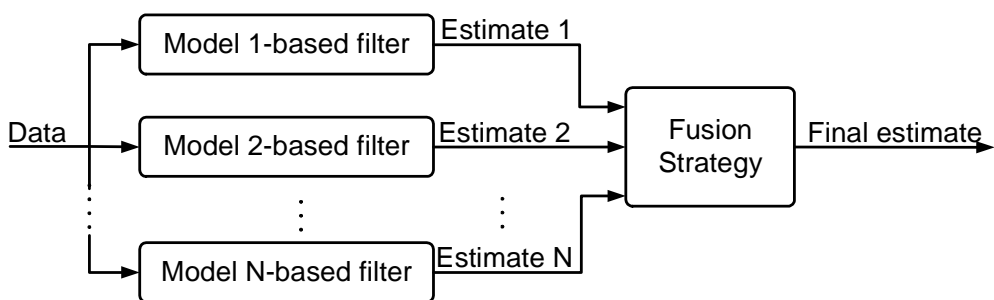 Model 1-based filter
Estimate 1
Data
Model 2-based filter
Estimate 2
Fusion
Strategy
Final estimate
Model N-based filter
Estimate N